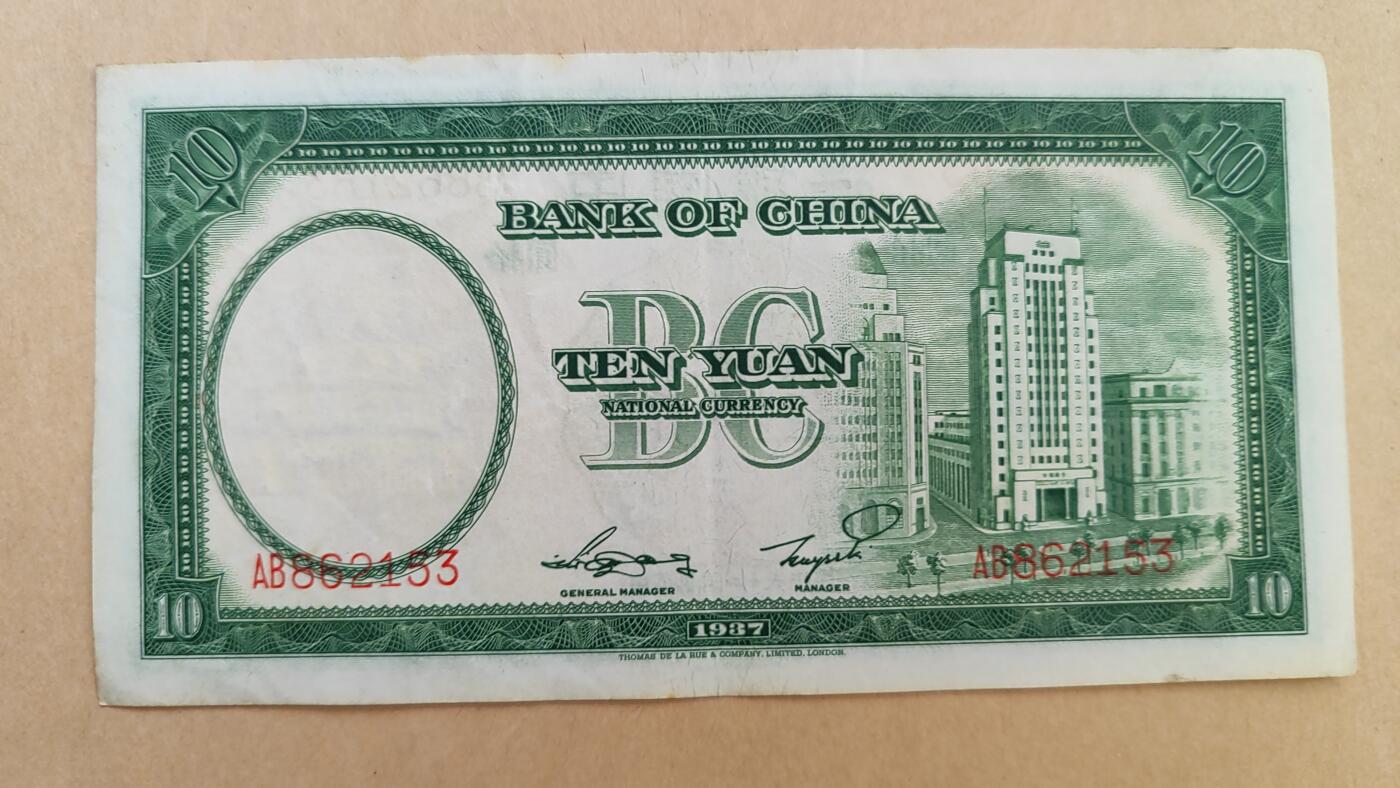 10 10
BANK OF CHINA
BC
TEN YUAN
NATIONAL CURRENCY
AB862153 AB862153
GENERAL MANAGER MANAGER
10 1937 10
THOMAS DE LA RUE & COMPANY, LIMITED, LONDON.